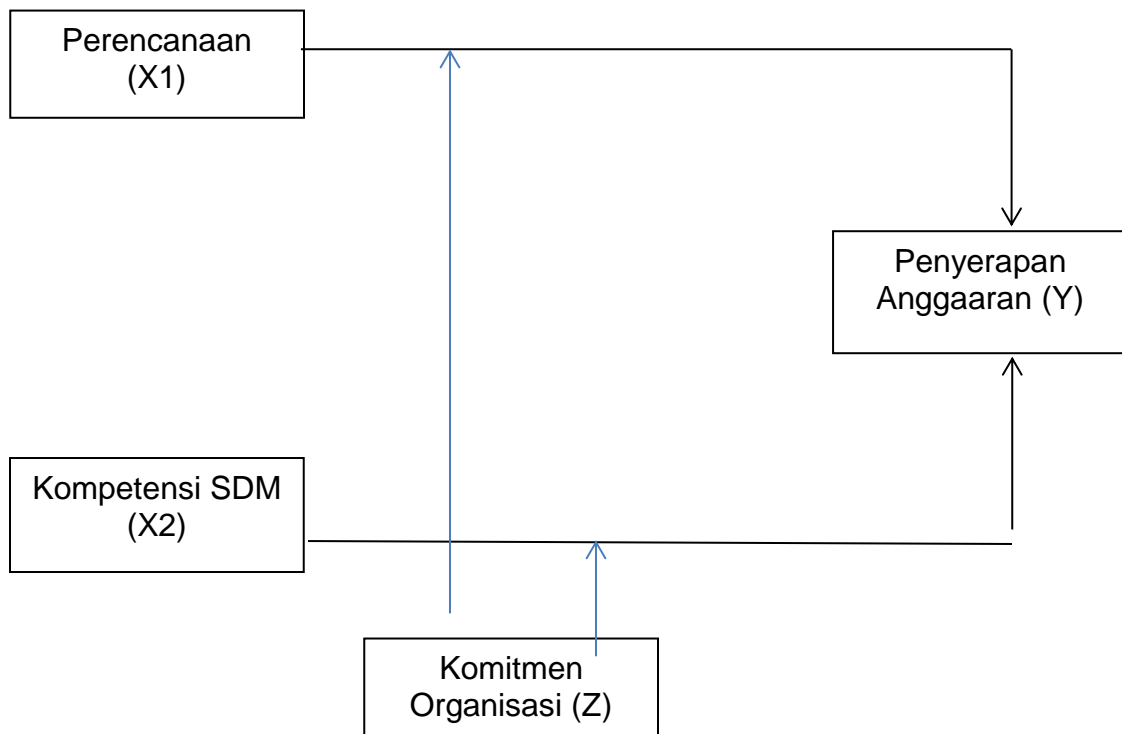 Perencanaan
(X1)
Penyerapan
Anggaaran (Y)
Kompetensi SDM
(X2)
Komitmen
Organisasi (Z)